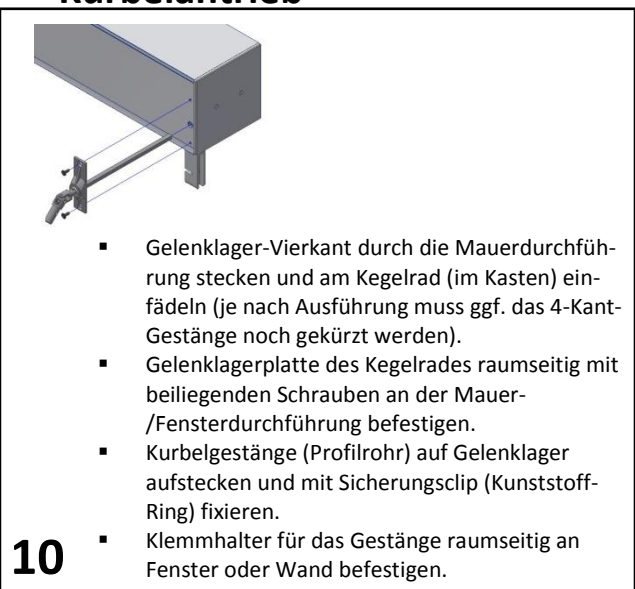 Kurbelantrieb
▪ Gelenklager-Vierkant durch die Mauerdurchfüh-
rung stecken und am Kegelrad (im Kasten) ein-
fädeln (je nach Ausführung muss ggf. das 4-Kant-
Gestänge noch gekürzt werden).
▪ Gelenklagerplatte des Kegelrades raumseitig mit
beiliegenden Schrauben an der Mauer-
/Fensterdurchführung befestigen.
▪ Kurbelgestänge (Profilrohr) auf Gelenklager
aufstecken und mit Sicherungsclip (Kunststoff-
Ring) fixieren.
▪ Klemmhalter für das Gestänge raumseitig an
Fenster oder Wand befestigen.
10